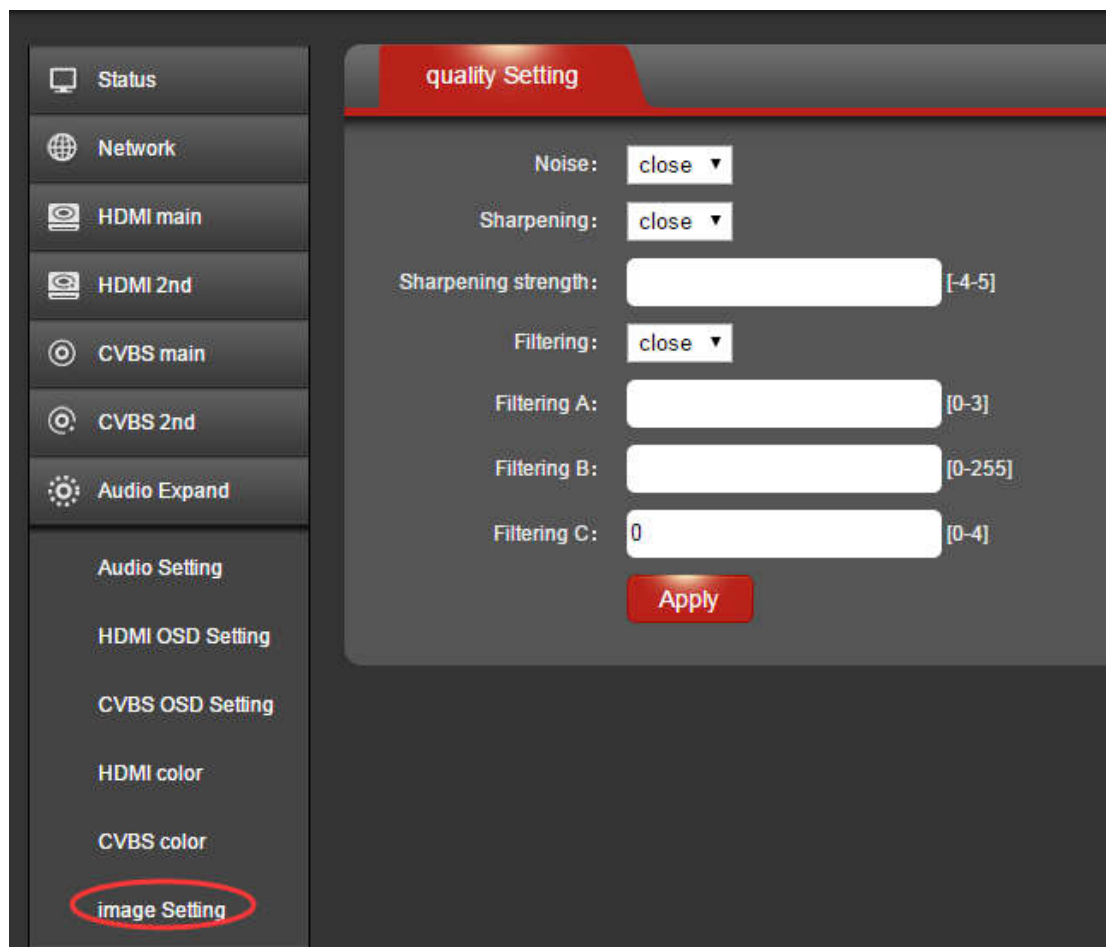 Status
Network
HDMI main
HDMI 2nd
CVBS main
CVBS 2nd
Audio Expand
Audio Setting
HDMI OSD Setting
CVBS OSD Setting
HDMI color
CVBS color
image Setting
quality Setting
Noise: close
Sharpening: close
Sharpening strength: [-4-5]
Filtering: close
Filtering A: [0-3]
Filtering B: [0-255]
Filtering C: 0 [0-4]
Apply